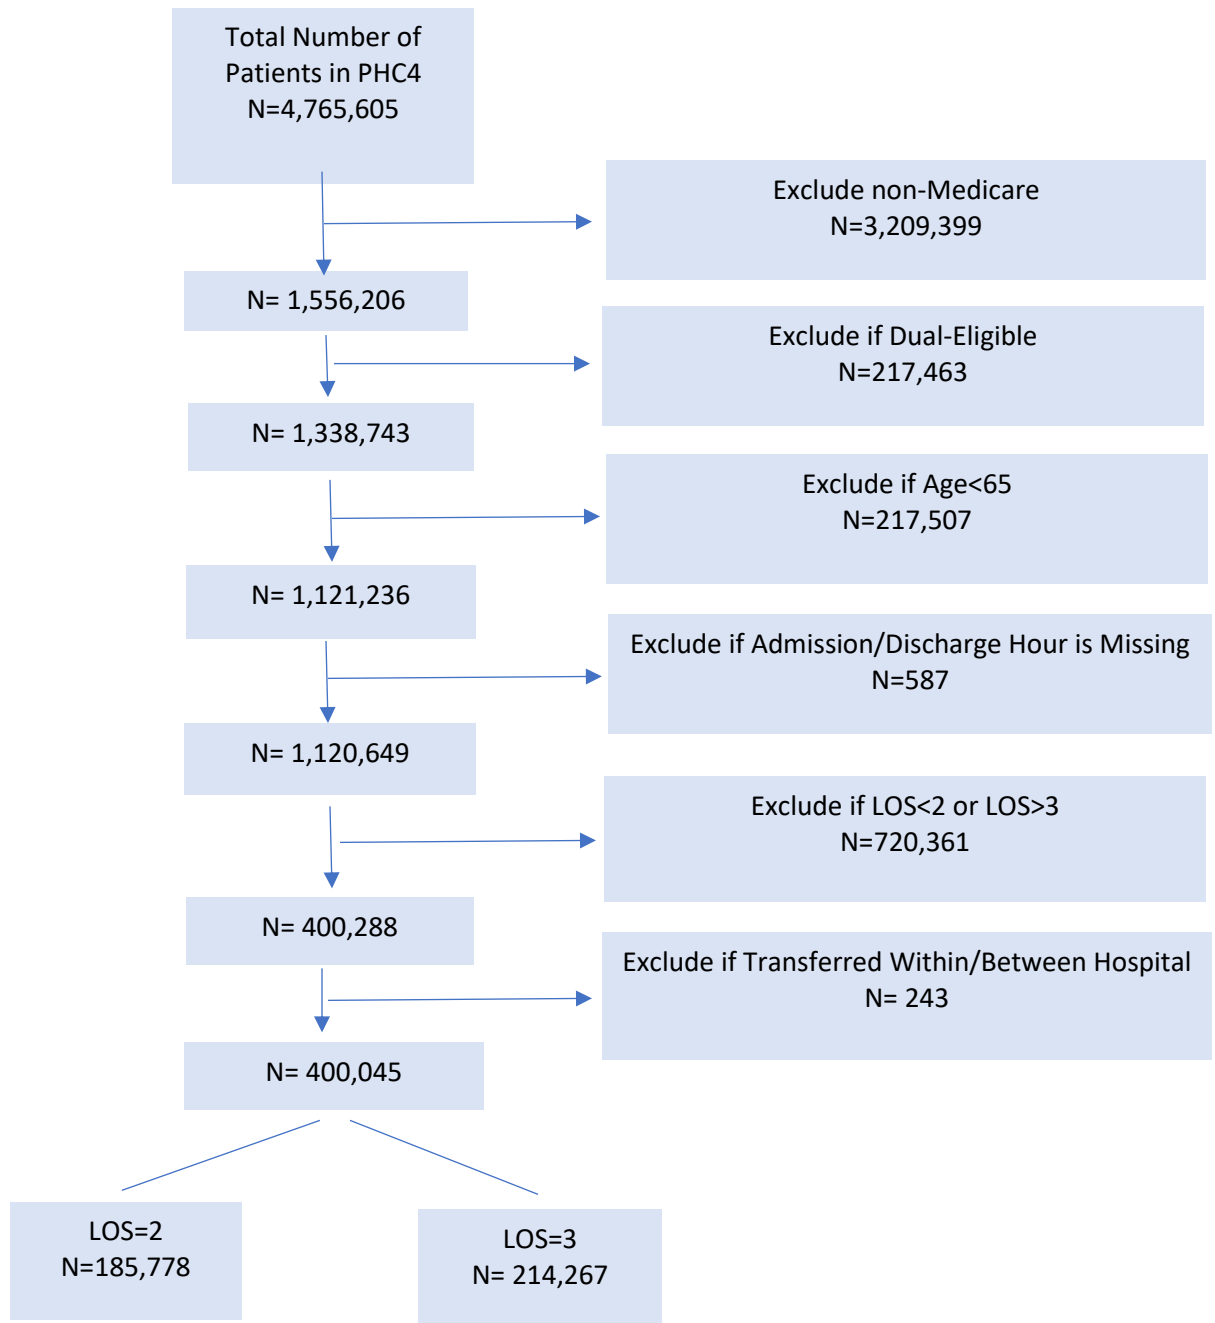 Total Number of
Patients in PHC4
N=4,765,605
Exclude non-Medicare
N=3,209,399
N= 1,556,206
Exclude if Dual-Eligible
N=217,463
N= 1,338,743
Exclude if Age<65
N=217,507
N= 1,121,236
Exclude if Admission/Discharge Hour is Missing
N=587
N= 1,120,649
Exclude if LOS<2 or LOS>3
N=720,361
N= 400,288
Exclude if Transferred Within/Between Hospital
N= 243
N= 400,045
LOS=2
N=185,778
LOS=3
N= 214,267